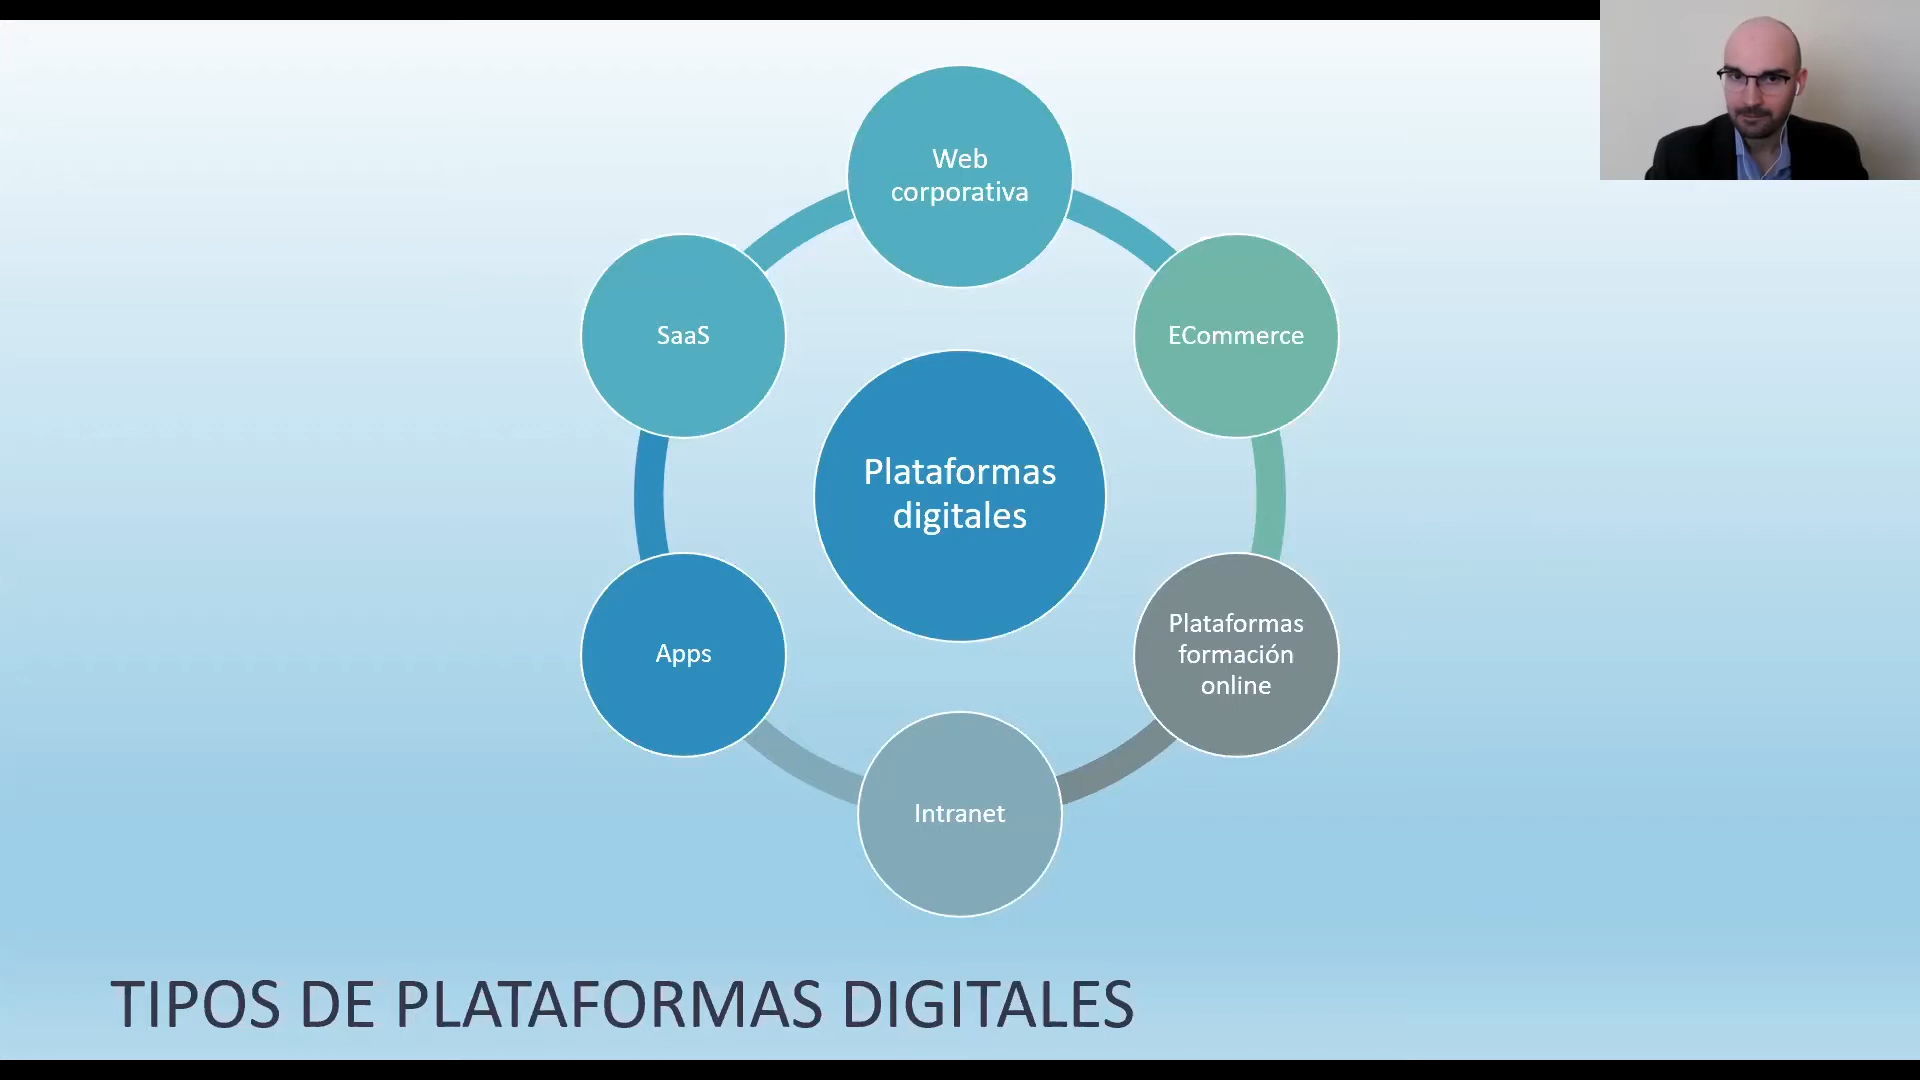 Web
corporativa
SaaS
ECommerce
Plataformas
digitales
Apps
Plataformas
formación
online
Intranet
TIPOS DE PLATAFORMAS DIGITALES